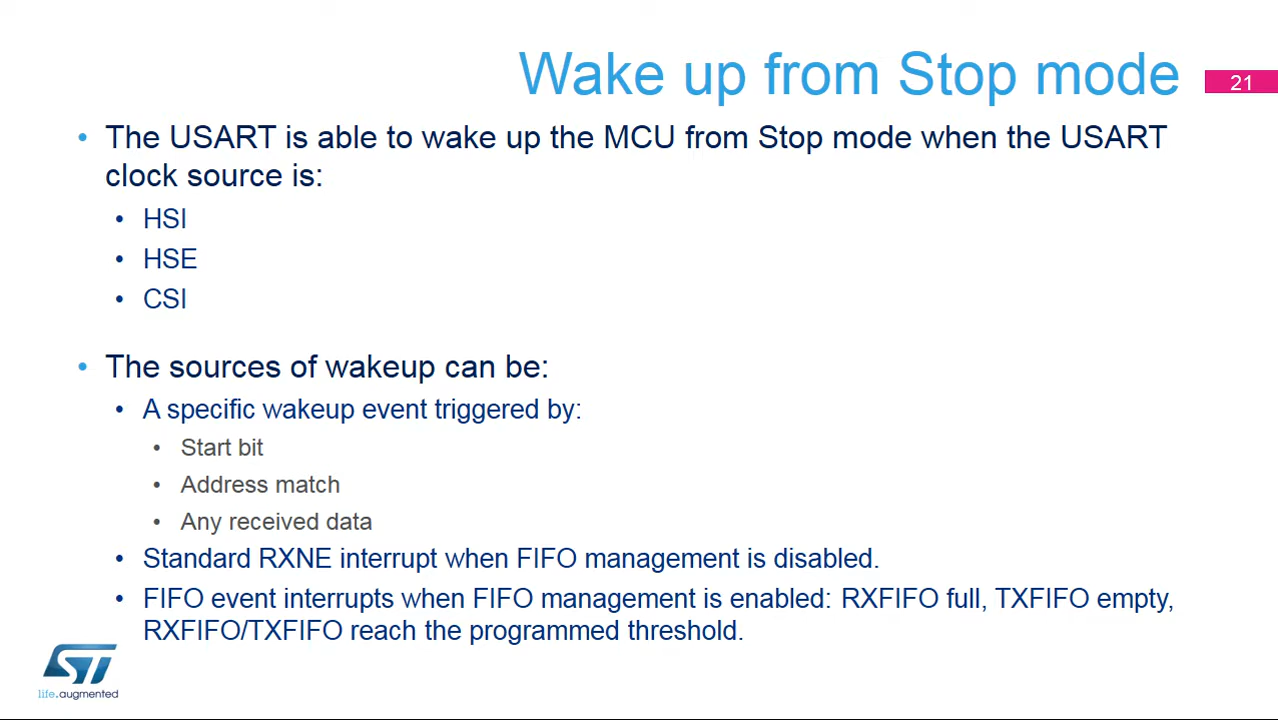 Wake up from Stop mode
21
• The USART is able to wake up the MCU from Stop mode when the USART
clock source is:
• HSI
• HSE
• CSI
• The sources of wakeup can be:
• A specific wakeup event triggered by:
• Start bit
• Address match
• Any received data
• Standard RXNE interrupt when FIFO management is disabled.
• FIFO event interrupts when FIFO management is enabled: RXFIFO full, TXFIFO empty,
RXFIFO/TXFIFO reach the programmed threshold.
ST
life.augmented